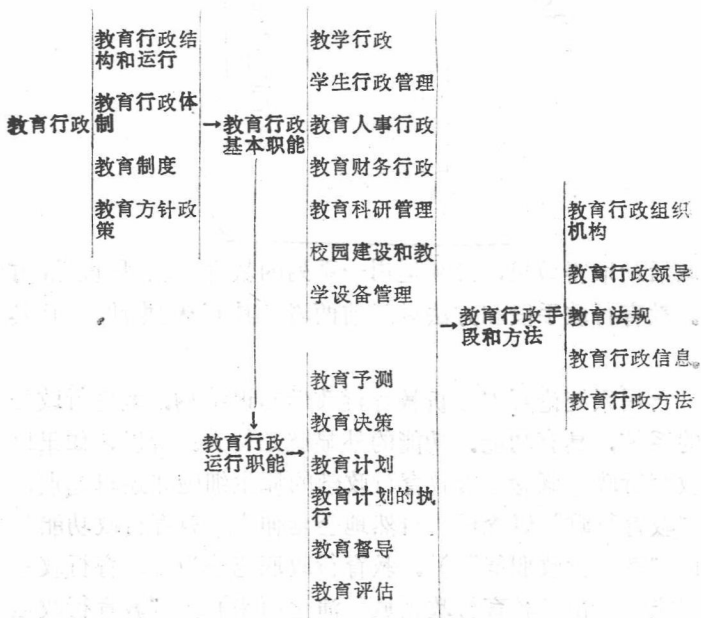 教育行政
教育行政结
构和运行
教育行政体
制
教育制度
教育方针政
策
教育行政
基本职能
教学行政
学生行政管理
教育人事行政
教育财务行政
教育科研管理
校园建设和教
学设备管理
教育行政
运行职能
教育予测
教育决策
教育计划
教育计划的执
行
教育督导
教育评估
教育行政手
段和方法
教育行政组织
机构
教育行政领导
教育法规
教育行政信息
教育行政方法